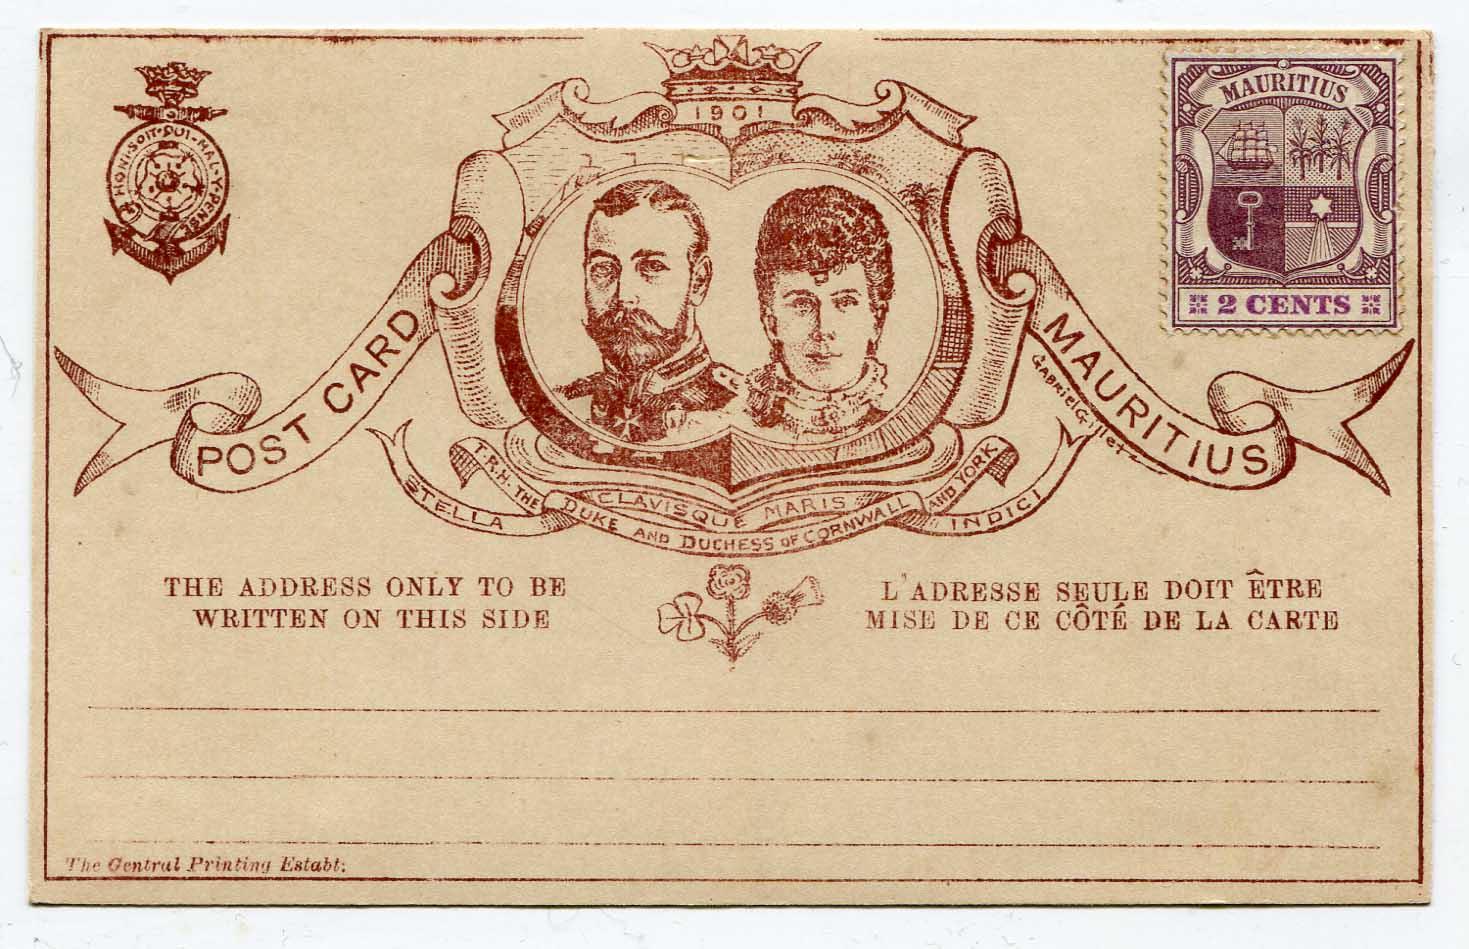 HONI · SOIT · QUI · MAL · Y · PENSE
1901
MAURITIUS
2 CENTS
POST CARD
MAURITIUS
Gabriel Gillet
STELLA
CLAVISQUE MARIS
INDICI
T.R.H. THE DUKE AND DUCHESS OF CORNWALL AND YORK
THE ADDRESS ONLY TO BE
WRITTEN ON THIS SIDE
L'ADRESSE SEULE DOIT ÊTRE
MISE DE CE CÔTÉ DE LA CARTE
The Central Printing Establt: